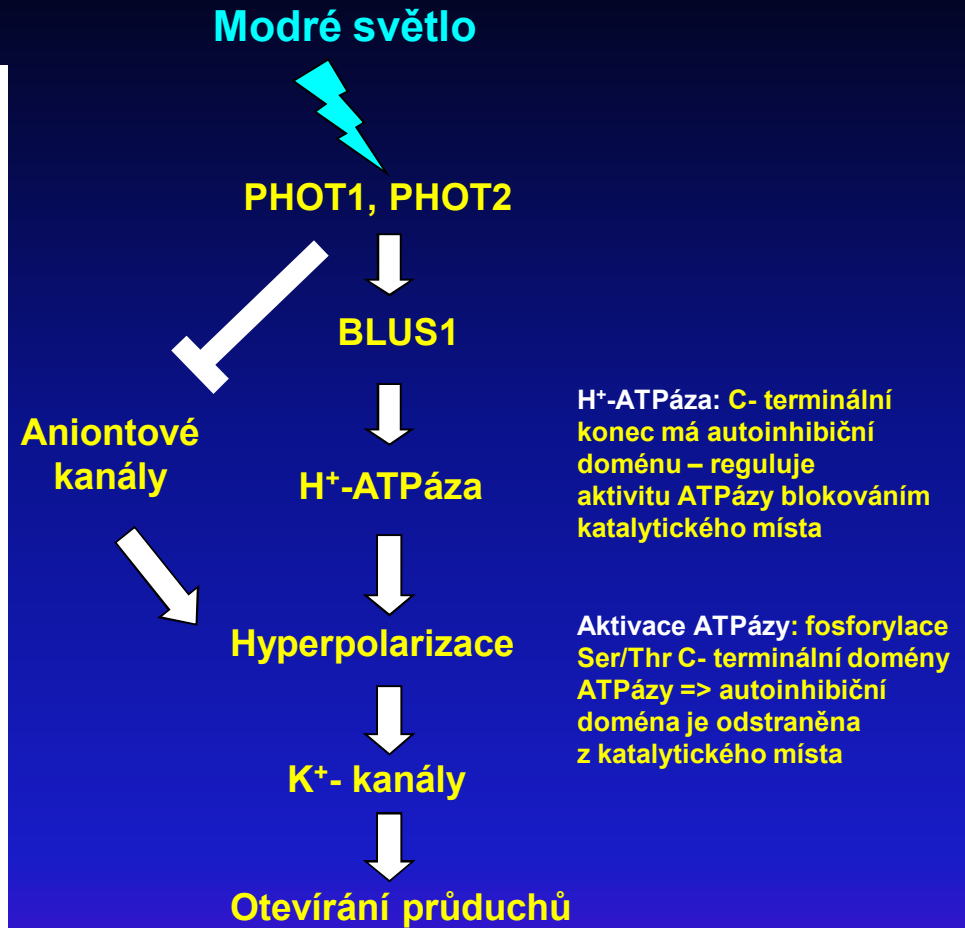 Modré světlo
PHOT1, PHOT2
BLUS1
Aniontové
kanály
H⁺-ATPáza
Hyperpolarizace
K⁺- kanály
Otevírání průduchů
H⁺-ATPáza: C- terminální
konec má autoinhibiční
doménu – reguluje
aktivitu ATPázy blokováním
katalytického místa
Aktivace ATPázy: fosforylace
Ser/Thr C- terminální domény
ATPázy => autoinhibiční
doména je odstraněna
z katalytického místa